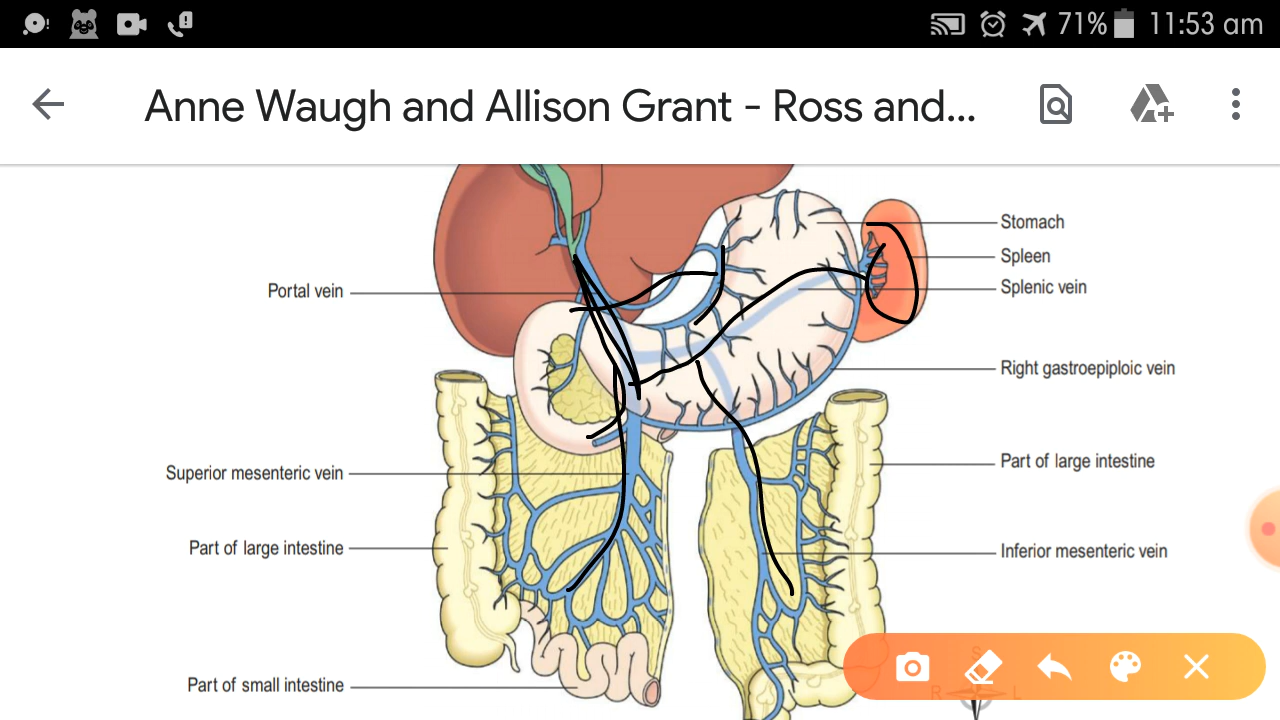 71% 11:53 am
Anne Waugh and Allison Grant - Ross and...
Stomach
Spleen
Portal vein
Splenic vein
Right gastroepiploic vein
Superior mesenteric vein
Part of large intestine
Part of large intestine
Inferior mesenteric vein
Part of small intestine
S
R L